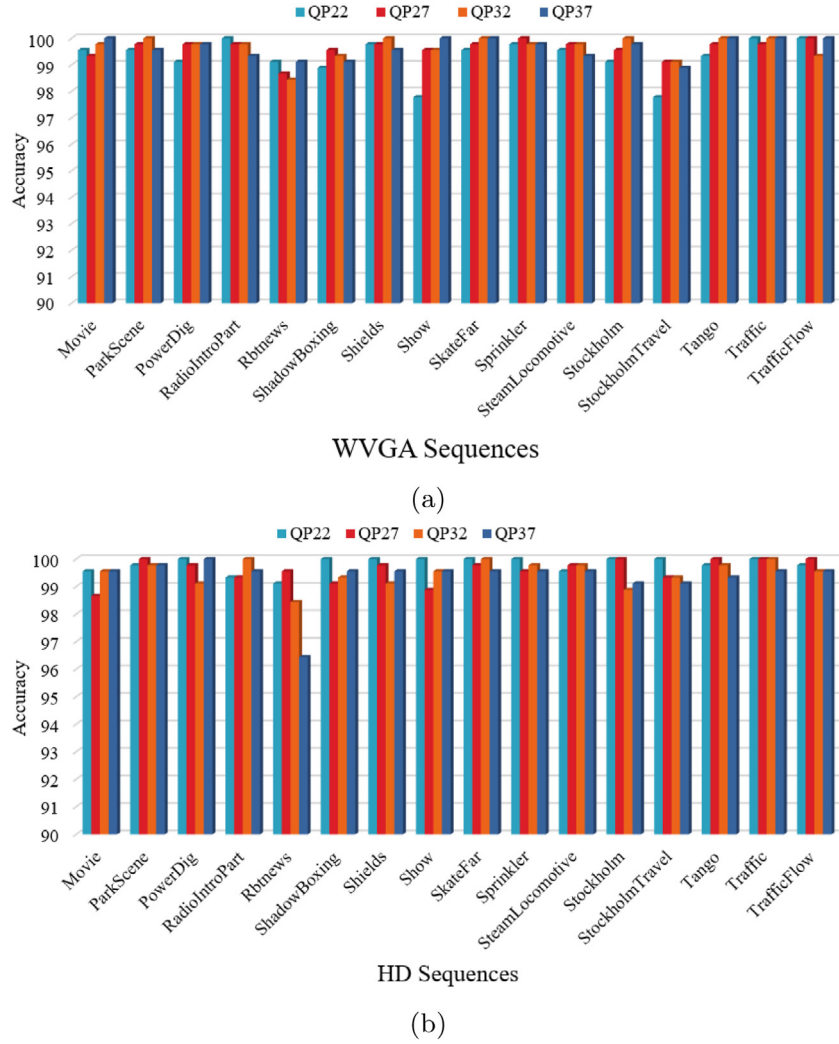 QP22 QP27 QP32 QP37
100
99
98
97
96
95
94
93
92
91
90
Accuracy
Movie
ParkScene
PowerDig
RadioIntroPart
Rbtnews
ShadowBoxing
Shields
Show
SkateFar
Sprinkler
SteamLocomotive
Stockholm
StockholmTravel
Tango
Traffic
TrafficFlow
WVGA Sequences
(a)
QP22 QP27 QP32 QP37
100
99
98
97
96
95
94
93
92
91
90
Accuracy
Movie
ParkScene
PowerDig
RadioIntroPart
Rbtnews
ShadowBoxing
Shields
Show
SkateFar
Sprinkler
SteamLocomotive
Stockholm
StockholmTravel
Tango
Traffic
TrafficFlow
HD Sequences
(b)